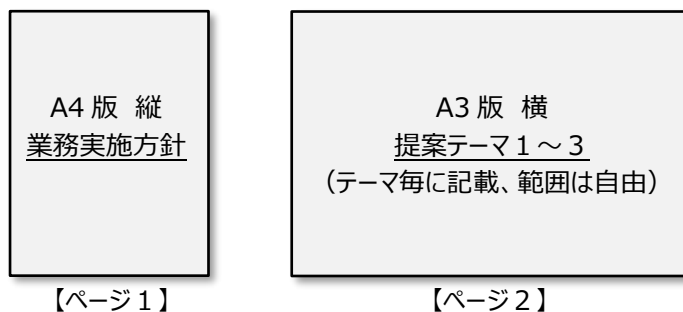 A4 版 縦
業務実施方針
【ページ１】
A3 版 横
提案テーマ１～３
（テーマ毎に記載、範囲は自由）
【ページ２】